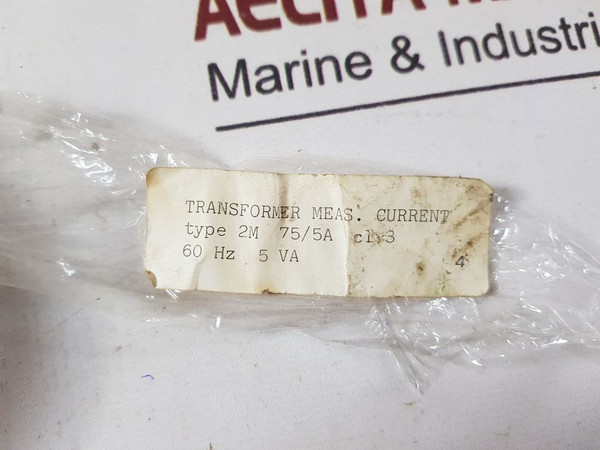 Marine & Industri
TRANSFORMER MEAS. CURRENT
type 2M 75/5A cl.3
60 Hz 5 VA
4